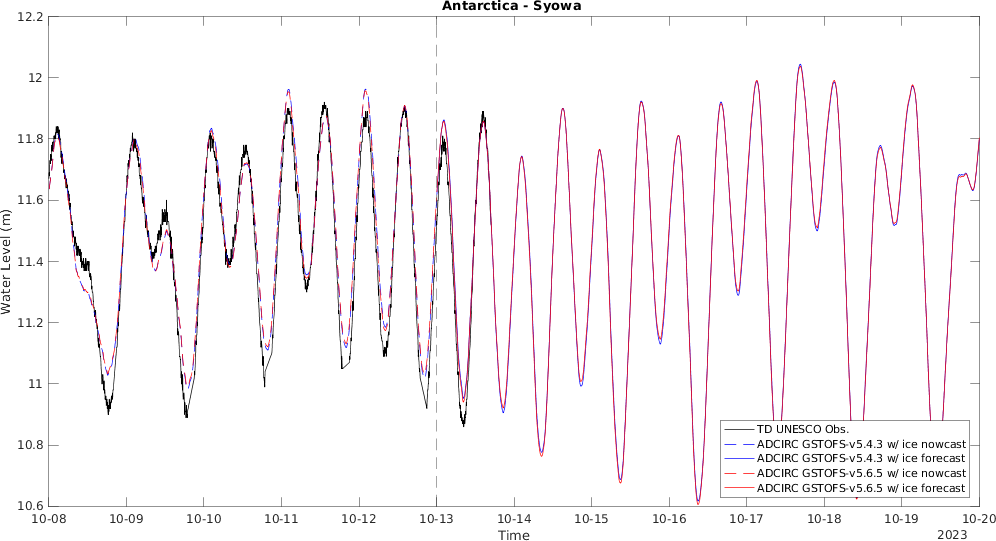 Antarctica - Syowa
Water Level (m)
12.2
12
11.8
11.6
11.4
11.2
11
10.8
10.6
TD UNESCO Obs.
ADCIRC GSTOFS-v5.4.3 w/ ice nowcast
ADCIRC GSTOFS-v5.4.3 w/ ice forecast
ADCIRC GSTOFS-v5.6.5 w/ ice nowcast
ADCIRC GSTOFS-v5.6.5 w/ ice forecast
10-08 10-09 10-10 10-11 10-12 10-13 10-14 10-15 10-16 10-17 10-18 10-19 10-20
Time
2023